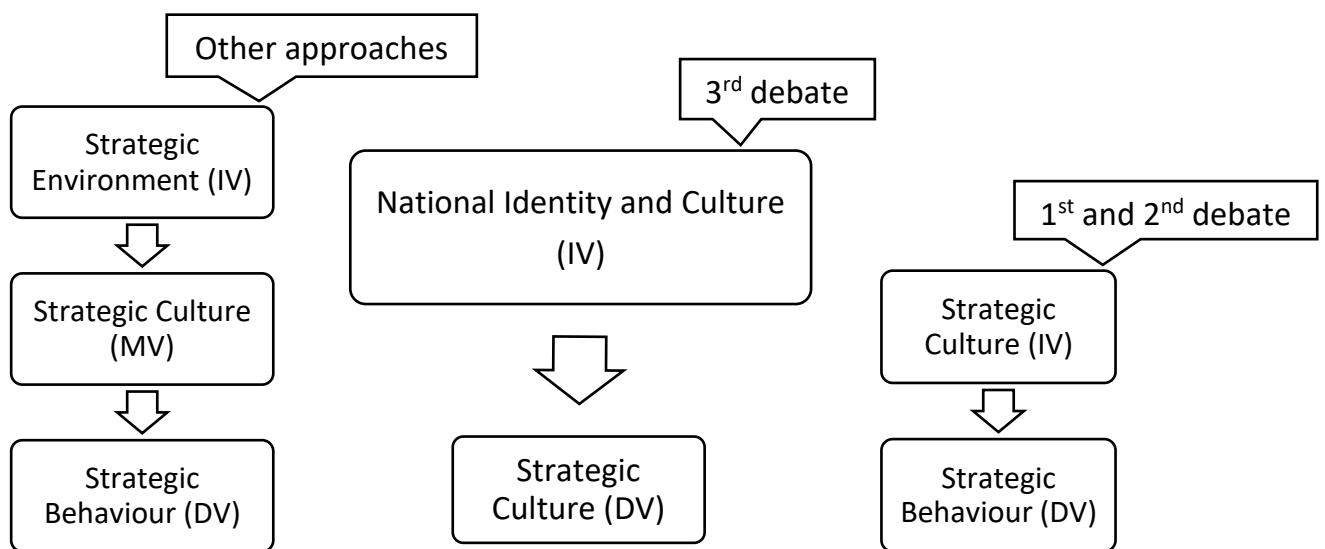 Other approaches
Strategic
Environment (IV)
Strategic Culture
(MV)
Strategic
Behaviour (DV)
3rd debate
National Identity and Culture
(IV)
Strategic
Culture (DV)
1st and 2nd debate
Strategic
Culture (IV)
Strategic
Behaviour (DV)